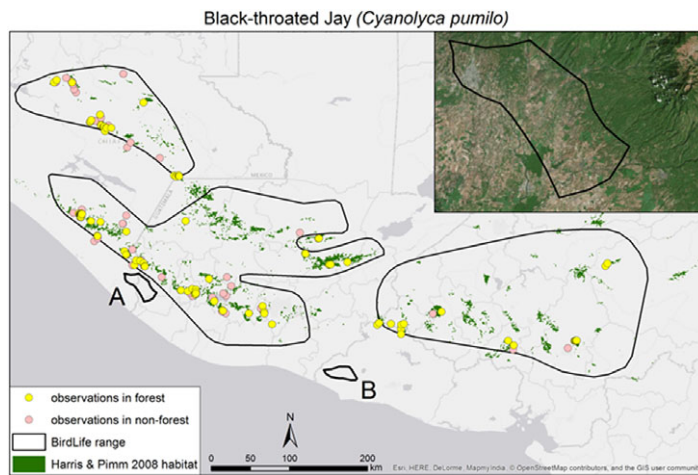 Black-throated Jay (Cyanolyca pumilo)
MEXICO
A
B
observations in forest
observations in non-forest
BirdLife range
Harris & Pimm 2008 habitat
N
0 50 100 200
km
Esri, HERE, DeLorme, MapmyIndia, © OpenStreetMap contributors, and the GIS user community